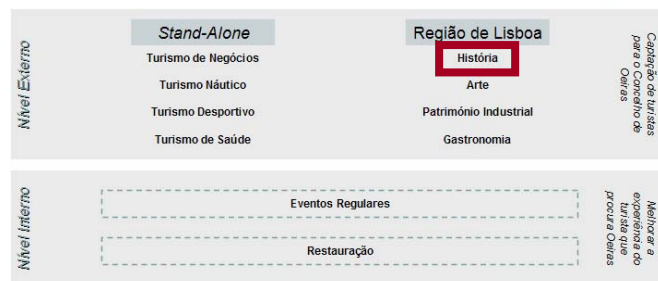 Nível Externo
Stand-Alone
Turismo de Negócios
Turismo Náutico
Turismo Desportivo
Turismo de Saúde
Região de Lisboa
História
Arte
Património Industrial
Gastronomia
Captação de turistas
para o Concelho de
Oeiras
Nível Interno
Eventos Regulares
Restauração
Melhorar a
experiência do
turista que
procura Oeiras